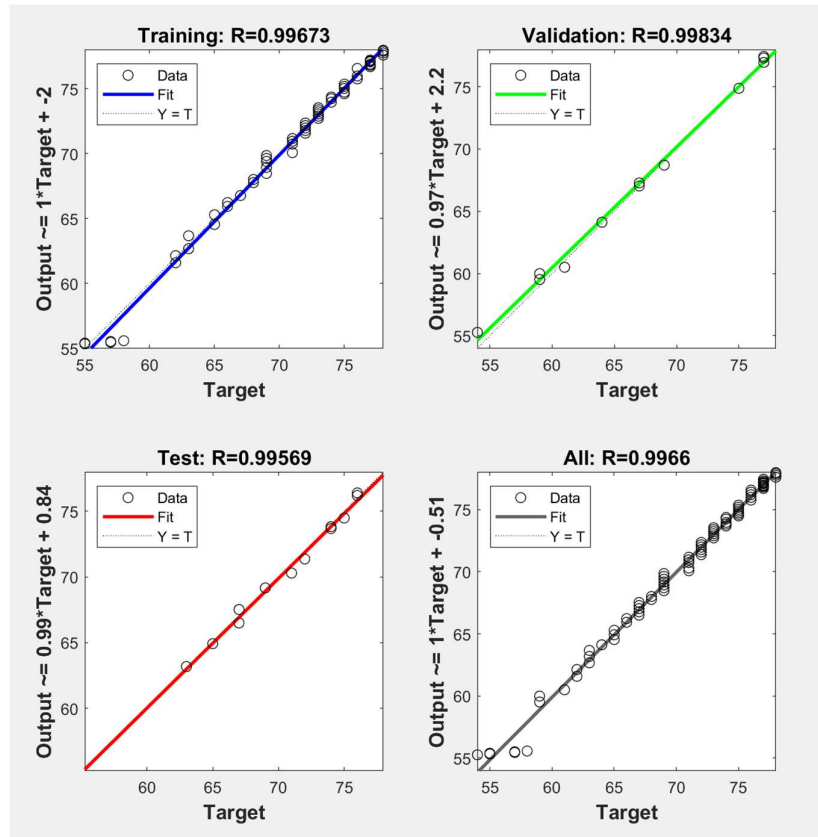 Training: R=0.99673
Output ~= 1*Target + -2
Data
Fit
Y = T
75
70
65
60
55
55 60 65 70 75
Target
Validation: R=0.99834
Output ~= 0.97*Target + 2.2
Data
Fit
Y = T
75
70
65
60
55
55 60 65 70 75
Target
Test: R=0.99569
Output ~= 0.99*Target + 0.84
Data
Fit
Y = T
75
70
65
60
60 65 70 75
Target
All: R=0.9966
Output ~= 1*Target + -0.51
Data
Fit
Y = T
75
70
65
60
55
55 60 65 70 75
Target